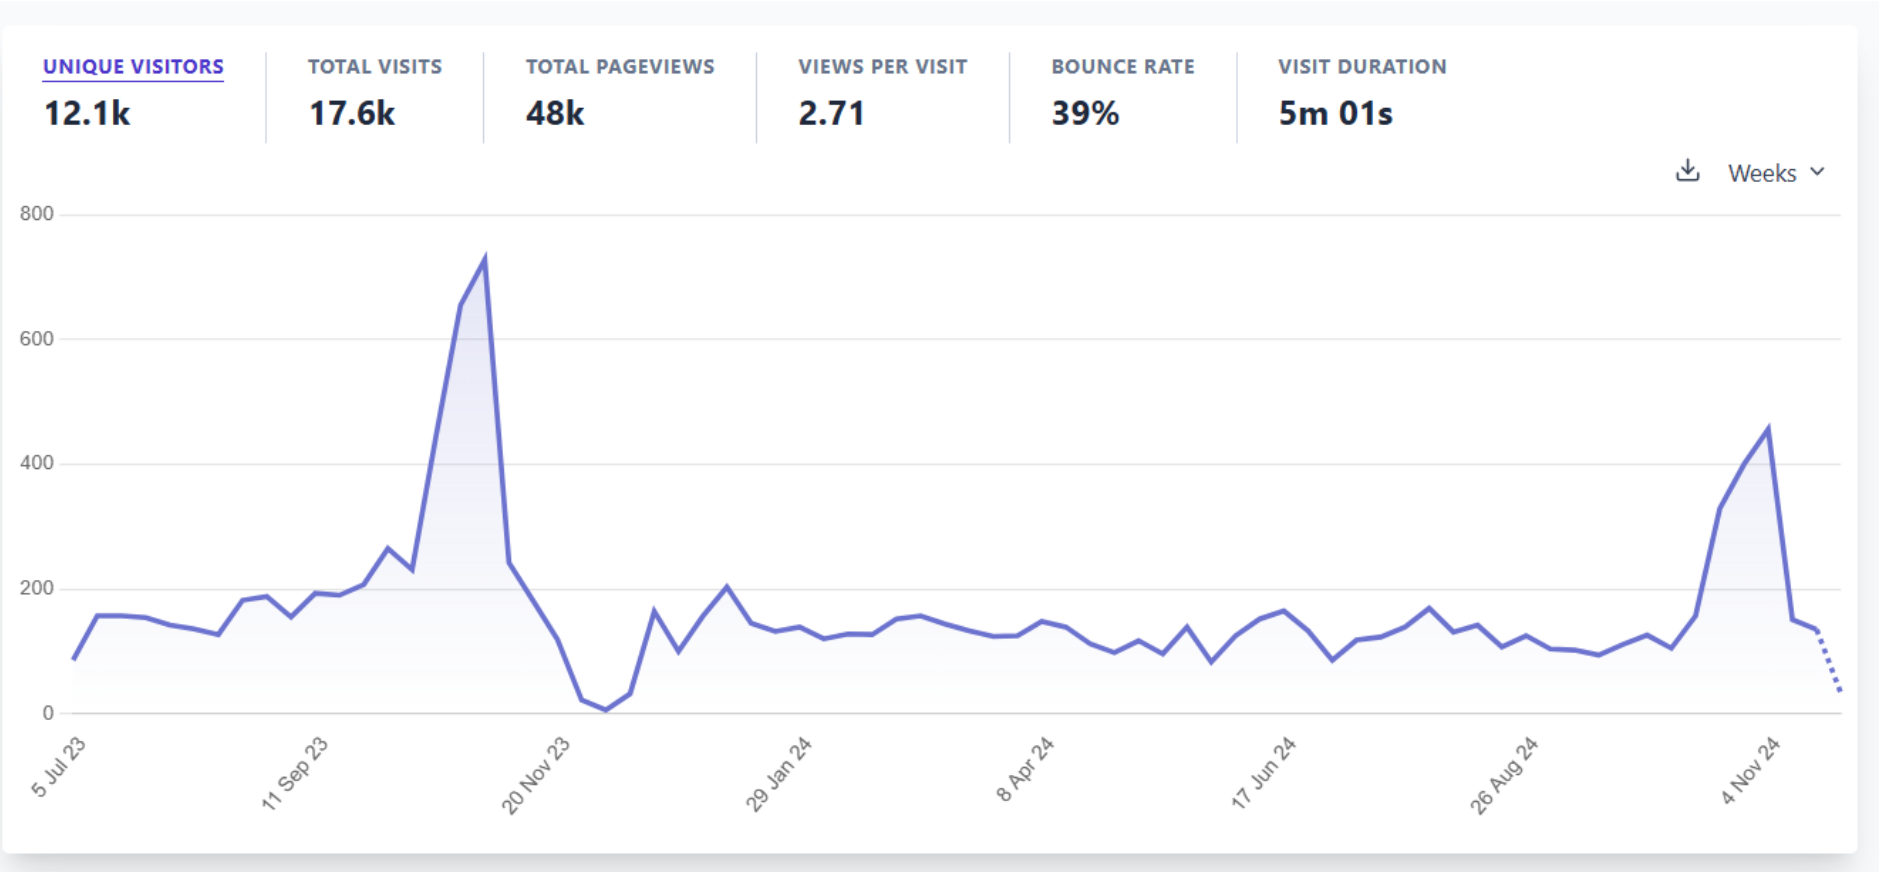 UNIQUE VISITORS TOTAL VISITS TOTAL PAGEVIEWS VIEWS PER VISIT BOUNCE RATE VISIT DURATION
12.1k 17.6k 48k 2.71 39% 5m 01s
Weeks
800
600
400
200
0
5 Jul 23 11 Sep 23 20 Nov 23 29 Jan 24 8 Apr 24 17 Jun 24 26 Aug 24 4 Nov 24